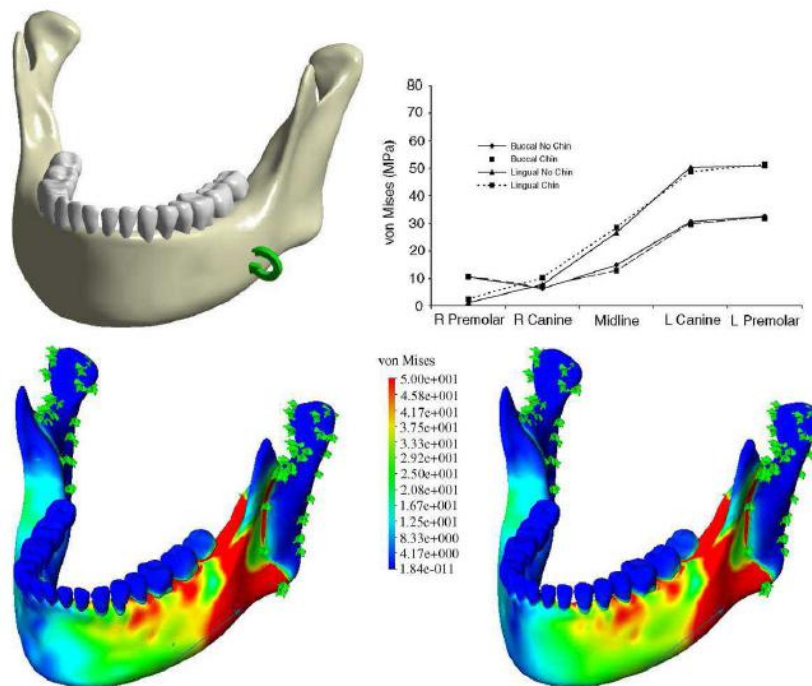 80
70
60
50
40
30
20
10
0
von Mises (MPa)
Buccal No Chin
Buccal Chin
Lingual No Chin
Lingual Chin
R Premolar R Canine Midline L Canine L Premolar
von Mises
5.00e+001
4.58e+001
4.17e+001
3.75e+001
3.33e+001
2.92e+001
2.50e+001
2.08e+001
1.67e+001
1.25e+001
8.33e+000
4.17e+000
1.84e-011